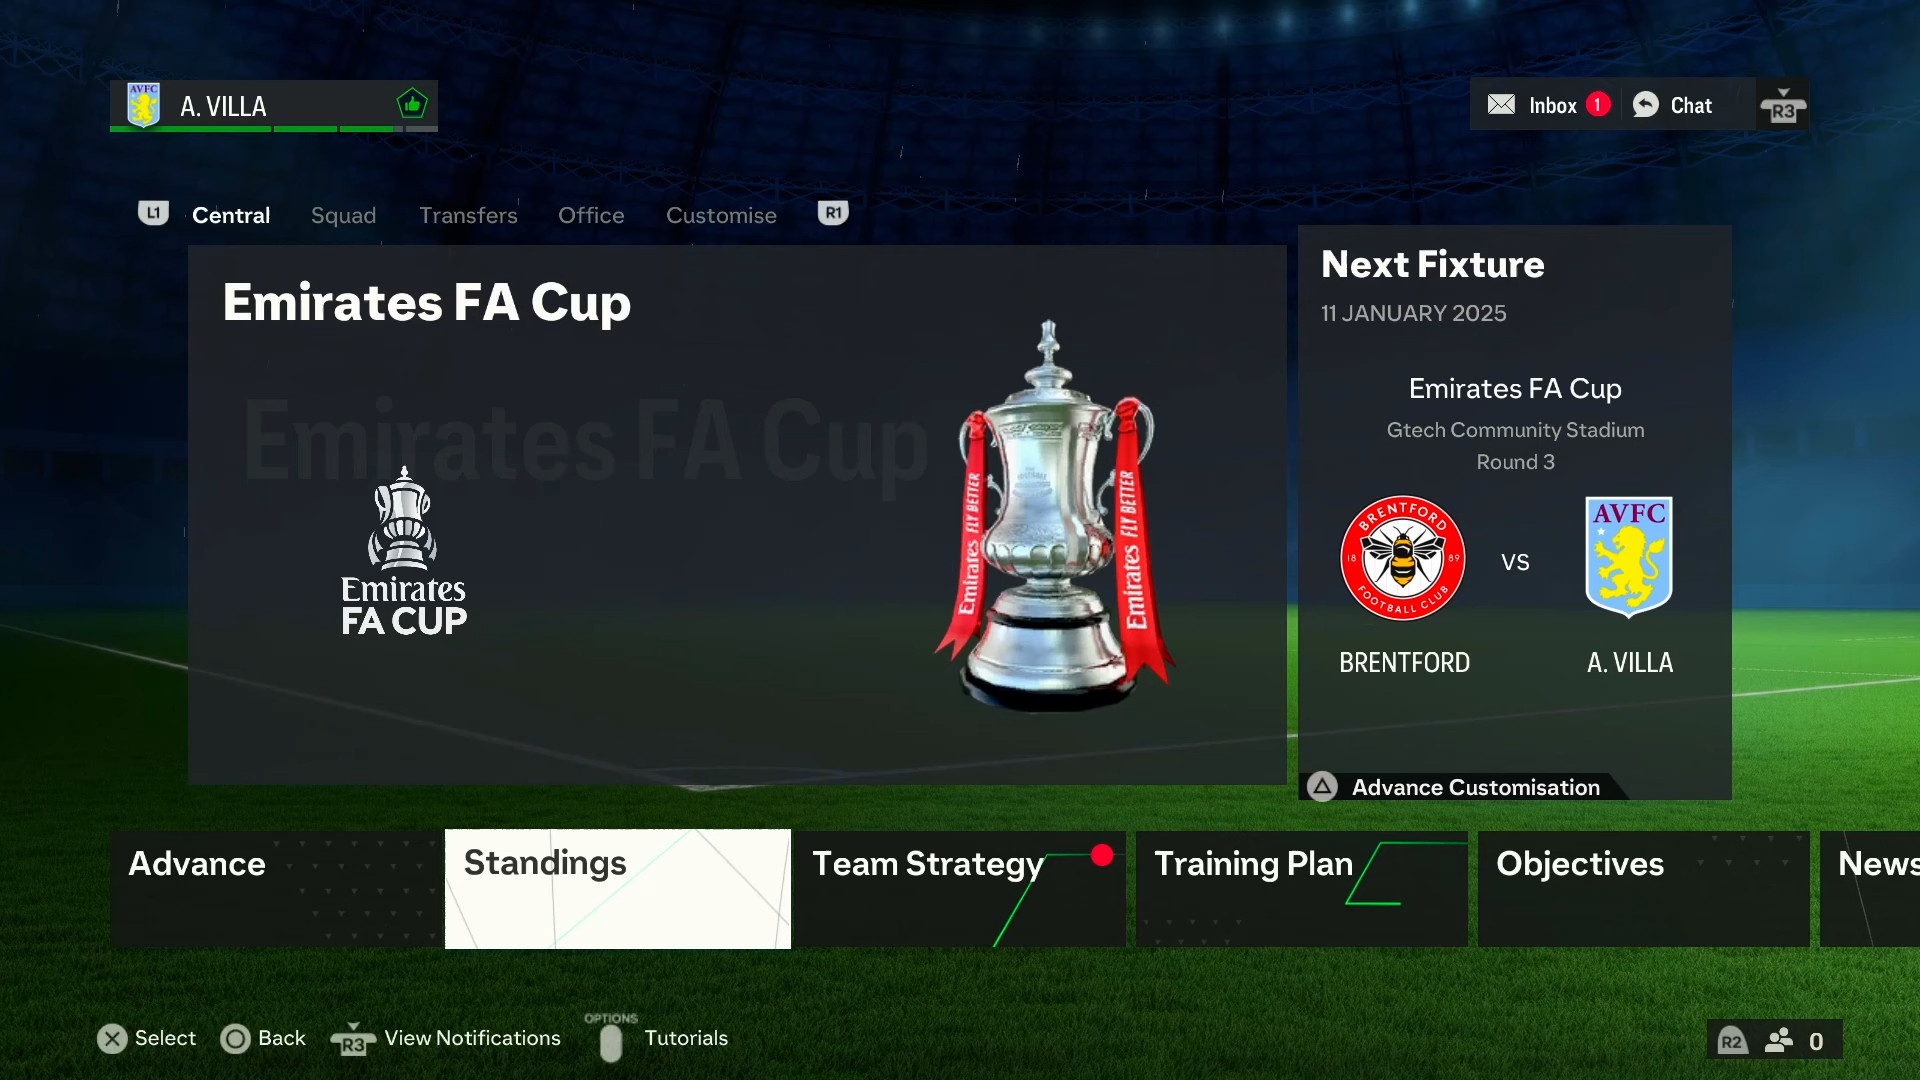 AVFC
A. VILLA
Inbox 1
Chat
R3
L1
Central
Squad
Transfers
Office
Customise
R1
Emirates FA Cup
Emirates FA Cup
Emirates
FA CUP
Emirates FLY BETTER
Emirates FLY BETTER
Next Fixture
11 JANUARY 2025
Emirates FA Cup
Gtech Community Stadium
Round 3
BRENTFORD
18 89
FOOTBALL CLUB
VS
AVFC
BRENTFORD
A. VILLA
Advance Customisation
Advance
Standings
Team Strategy
Training Plan
Objectives
News
Select
Back
R3
View Notifications
OPTIONS
Tutorials
R2
0